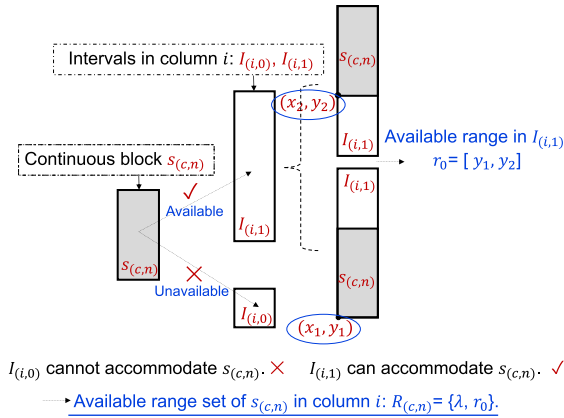 Intervals in column i: I(i,0), I(i,1)
s(c,n)
(x2, y2)
I(i,1)
Available range in I(i,1)
r0= [ y1, y2]
Continuous block s(c,n)
✓
Available
I(i,1)
I(i,1)
s(c,n)
s(c,n)
×
Unavailable
I(i,0)
(x1, y1)
I(i,0) cannot accommodate s(c,n). × I(i,1) can accommodate s(c,n). ✓
Available range set of s(c,n) in column i: R(c,n)= {λ, r0}.